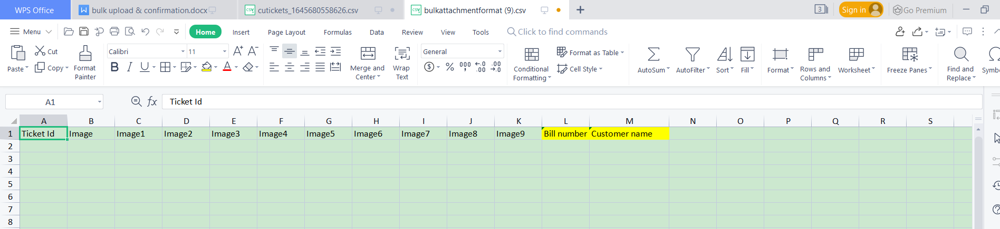 WPS Office bulk upload & confirmation.docx cutickets_1645680558626.csv bulkattachmentformat (9).csv 3 Sign in Go Premium
Menu Home Insert Page Layout Formulas Data Review View Tools Click to find commands
Cut Calibri 11 A+ A- General Format as Table
Paste Copy Format Painter B I U A Merge and Center Wrap Text Conditional Formatting Cell Style AutoSum AutoFilter Sort Fill Format Rows and Columns Worksheet Freeze Panes Find and Replace
A1 fx Ticket Id
A B C D E F G H I J K L M N O P Q R S
1 Ticket Id Image Image1 Image2 Image3 Image4 Image5 Image6 Image7 Image8 Image9 Bill number Customer name
2
3
4
5
6
7
8